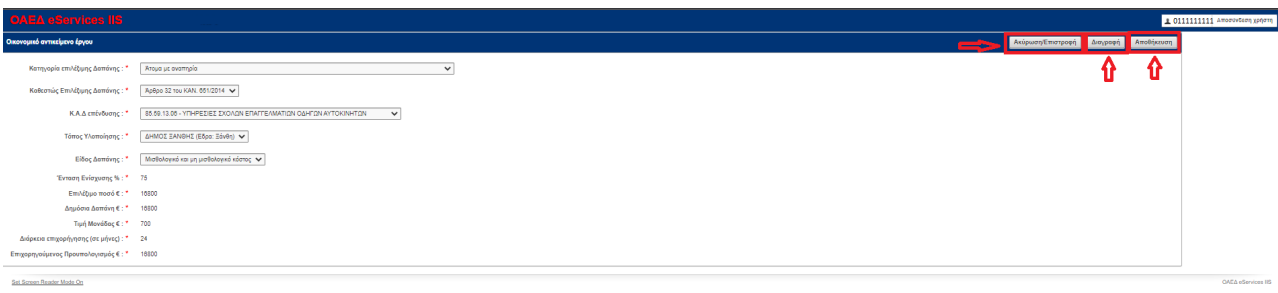 ΟΑΕΔ eServices IIS
0111111111 Αποσύνδεση χρήστη
Οικονομικό αντικείμενο έργου
Ακύρωση/Επιστροφή Διαγραφή Αποθήκευση
Κατηγορία επιλέξιμης Δαπάνης : * Άτομα με αναπηρία
Καθεστώς Επιλέξιμης Δαπάνης : * Άρθρο 32 του ΚΑΝ. 651/2014
Κ.Α.Δ επένδυσης : * 85.59.13.06 - ΥΠΗΡΕΣΙΕΣ ΣΧΟΛΩΝ ΕΠΑΓΓΕΛΜΑΤΙΩΝ ΟΔΗΓΩΝ ΑΥΤΟΚΙΝΗΤΩΝ
Τόπος Υλοποίησης : * ΔΗΜΟΣ ΞΑΝΘΗΣ (Έδρα: Ξάνθη)
Είδος Δαπάνης : * Μισθολογικό και μη μισθολογικό κόστος
Ένταση Ενίσχυσης % : * 75
Επιλέξιμο ποσό € : * 16800
Δημόσια Δαπάνη € : * 16800
Τιμή Μονάδας € : * 700
Διάρκεια επιχορήγησης (σε μήνες) : * 24
Επιχορηγούμενος Προυπολογισμός € : * 16800
Set Screen Reader Mode On
ΟΑΕΔ eServices IIS